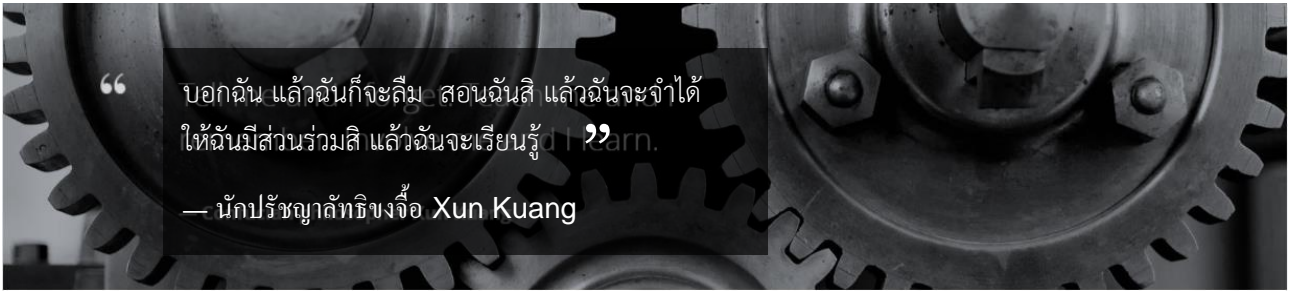 “ บอกฉัน แล้วฉันก็จะลืม สอนฉันสิ แล้วฉันจะจำได้
ให้ฉันมีส่วนร่วมสิ แล้วฉันจะเรียนรู้ ”
— นักปรัชญาลัทธิขงจื้อ Xun Kuang